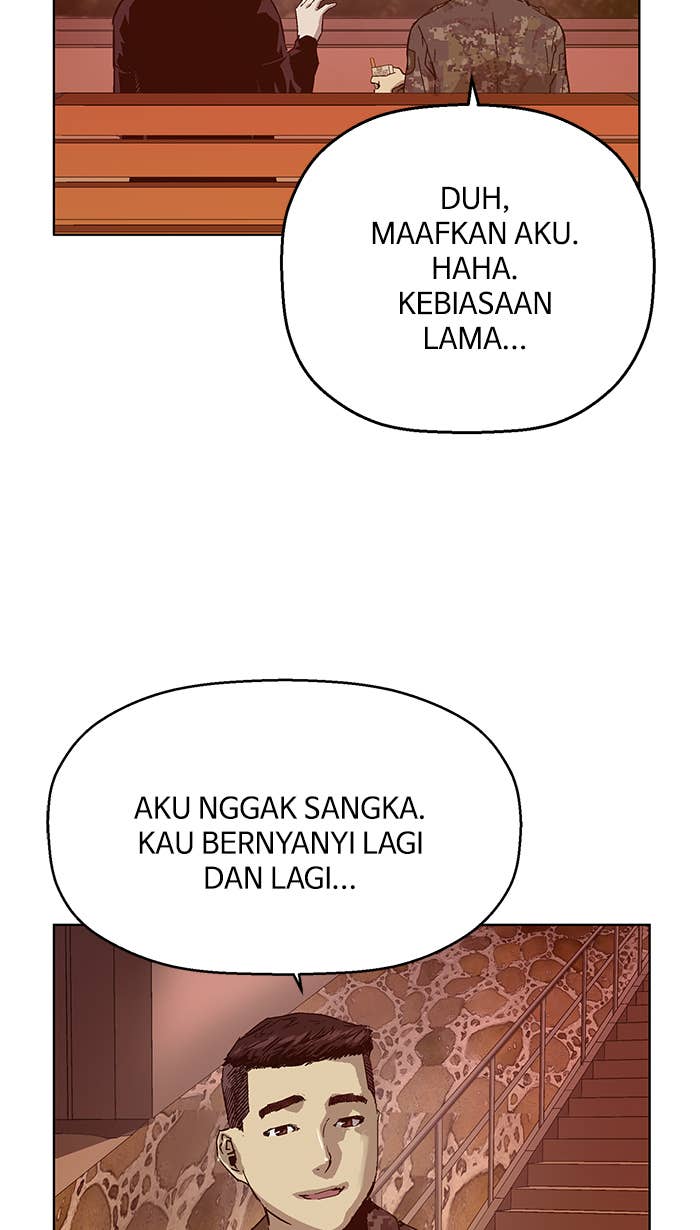 DUH,
MAAFKAN AKU.
HAHA.
KEBIASAAN
LAMA...
AKU NGGAK SANGKA.
KAU BERNYANYI LAGI
DAN LAGI...